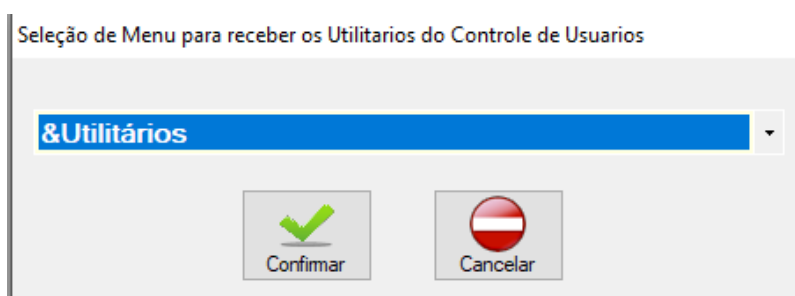 Seleção de Menu para receber os Utilitarios do Controle de Usuarios
&Utilitários
Confirmar Cancelar